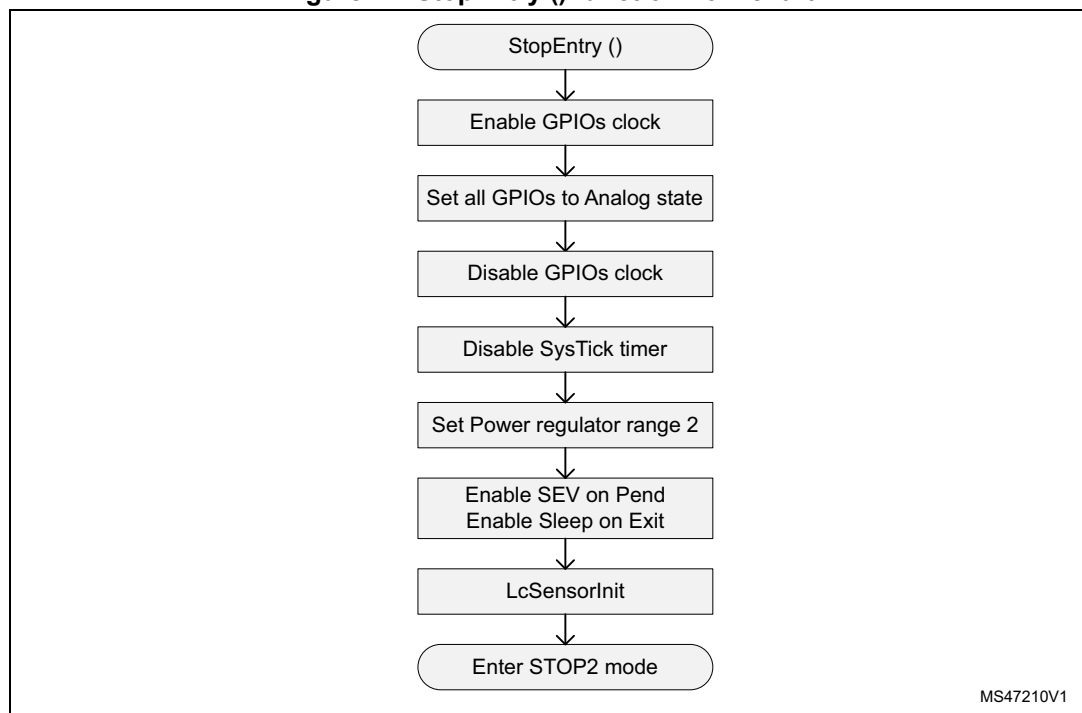 StopEntry ()
Enable GPIOs clock
Set all GPIOs to Analog state
Disable GPIOs clock
Disable SysTick timer
Set Power regulator range 2
Enable SEV on Pend
Enable Sleep on Exit
LcSensorInit
Enter STOP2 mode
MS47210V1